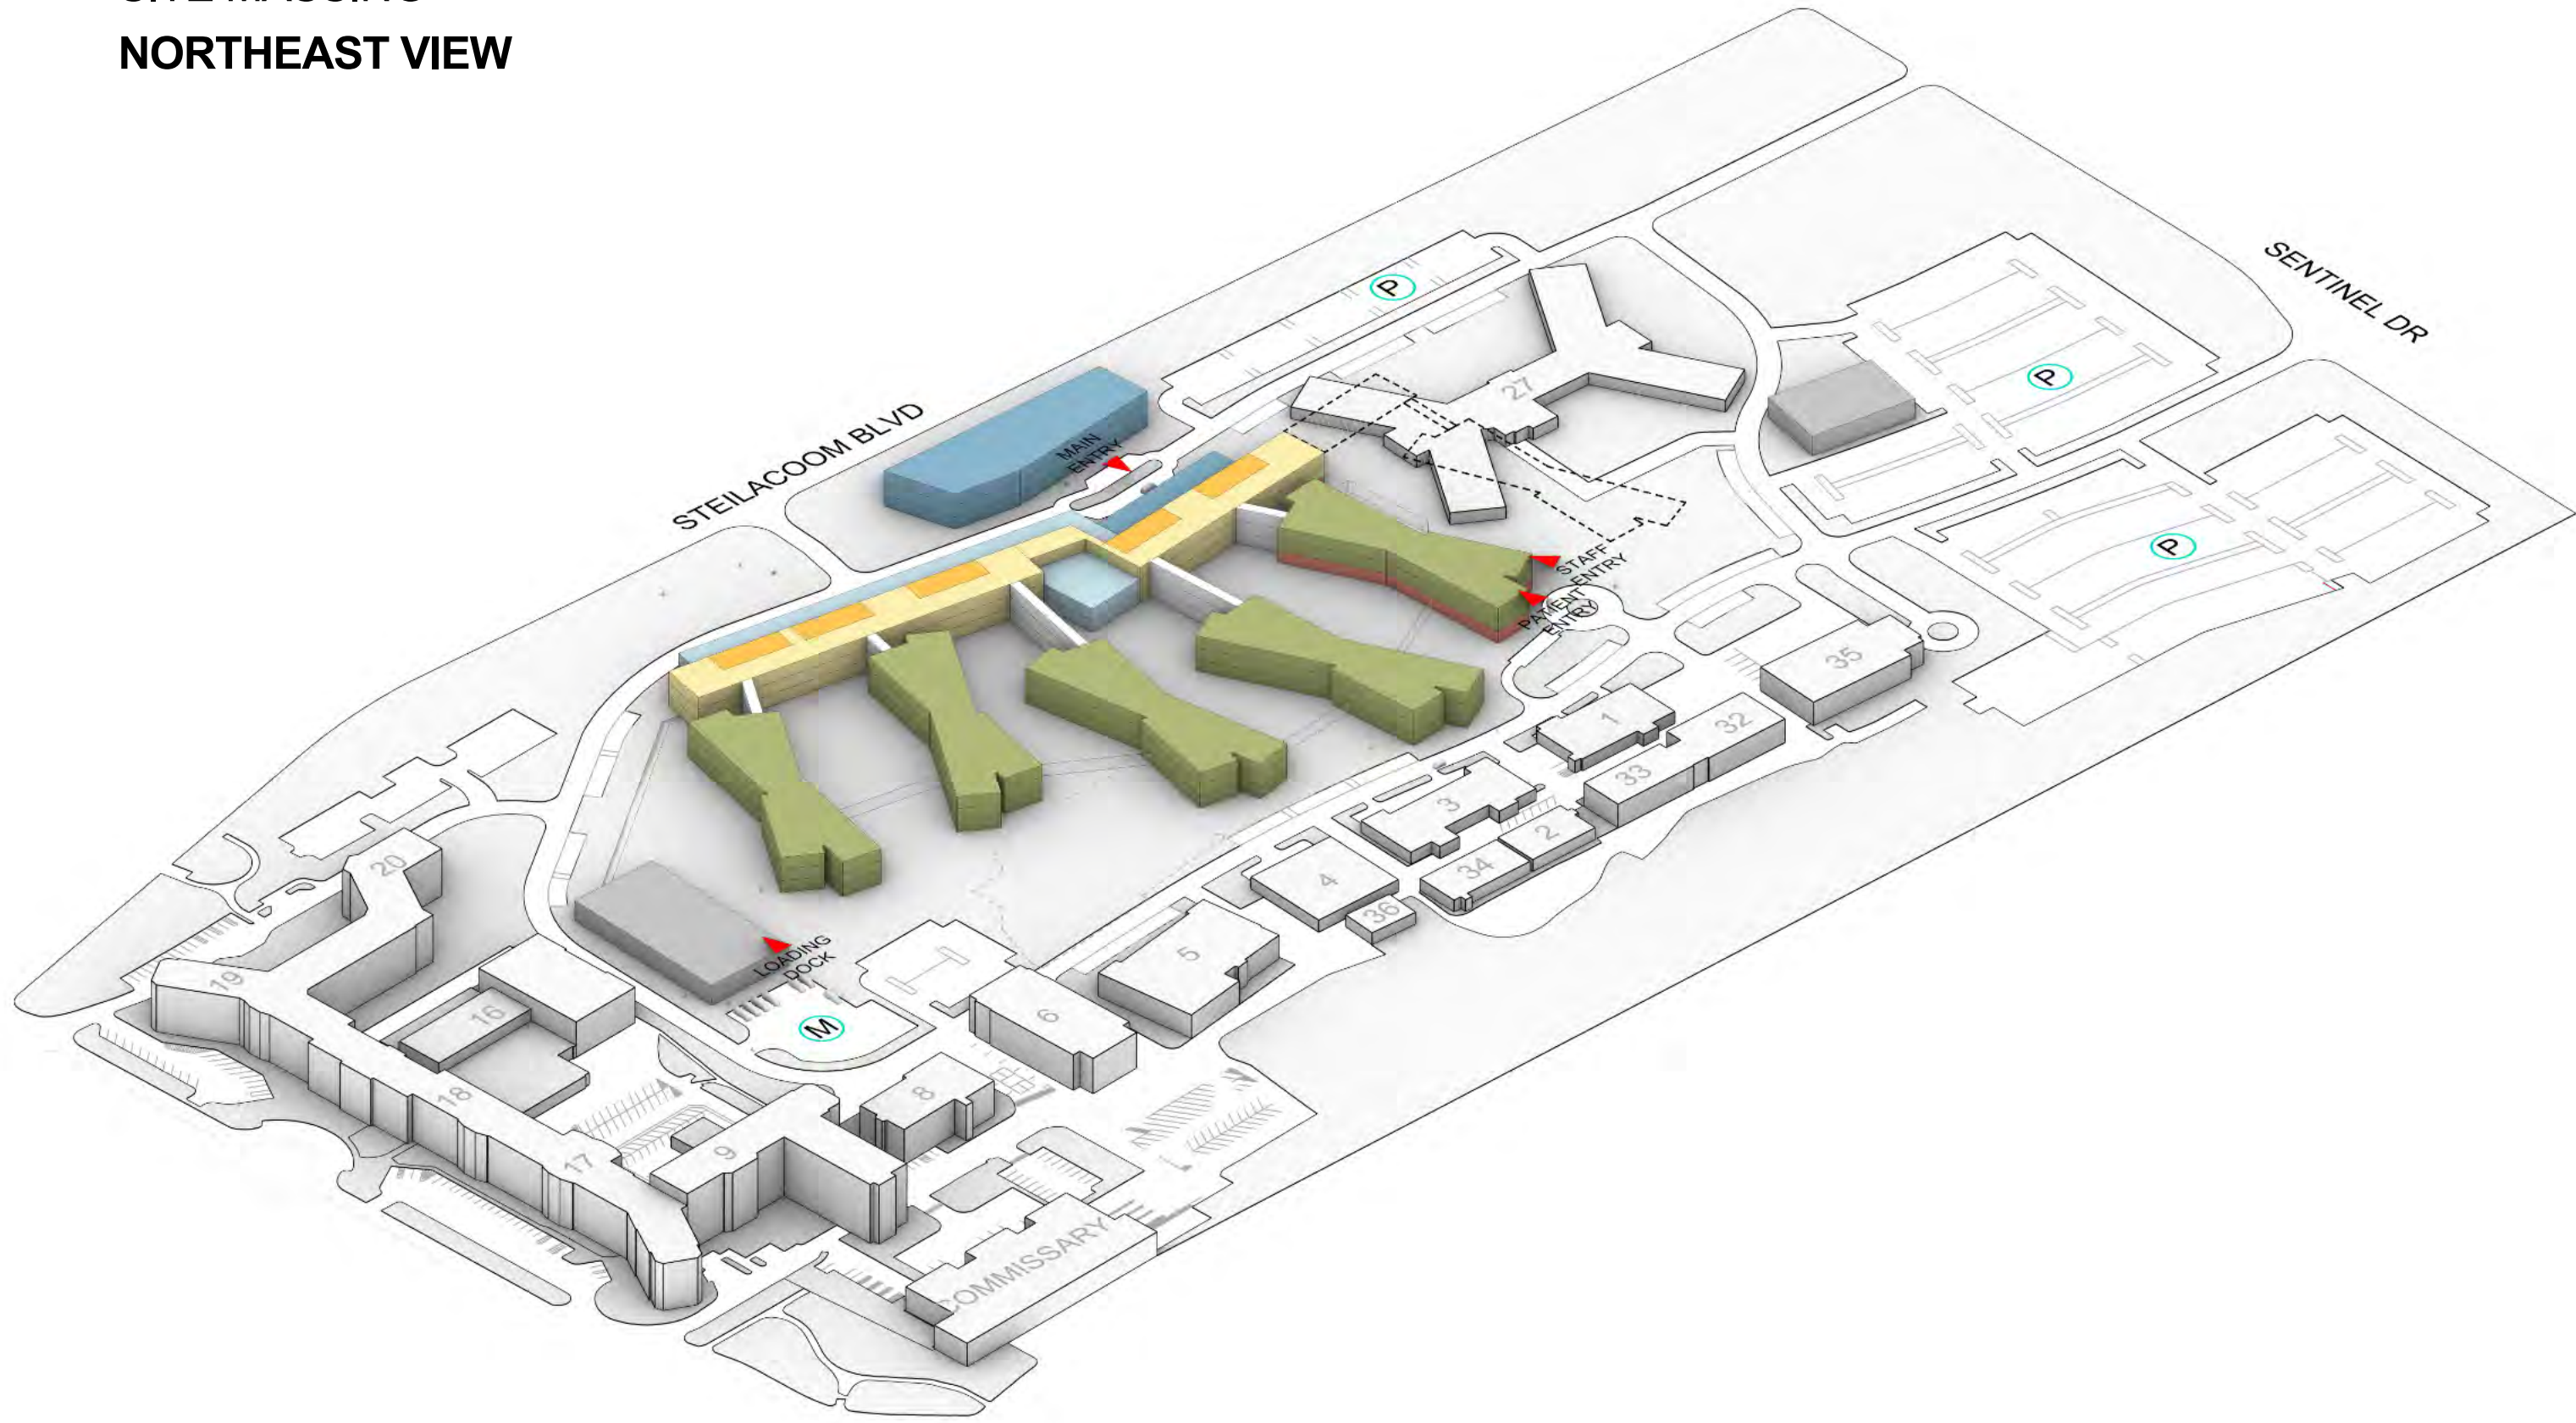 NORTHEAST VIEW
SENTINEL DR
P
P
27
STEILACOOM BLVD
MAIN
ENTRY
P
STAFF
ENTRY
PATIENT
ENTRY
35
1
32
33
3
2
34
4
36
20
5
LOADING
DOCK
19
16
6
M
8
18
17
9
COMMISSARY